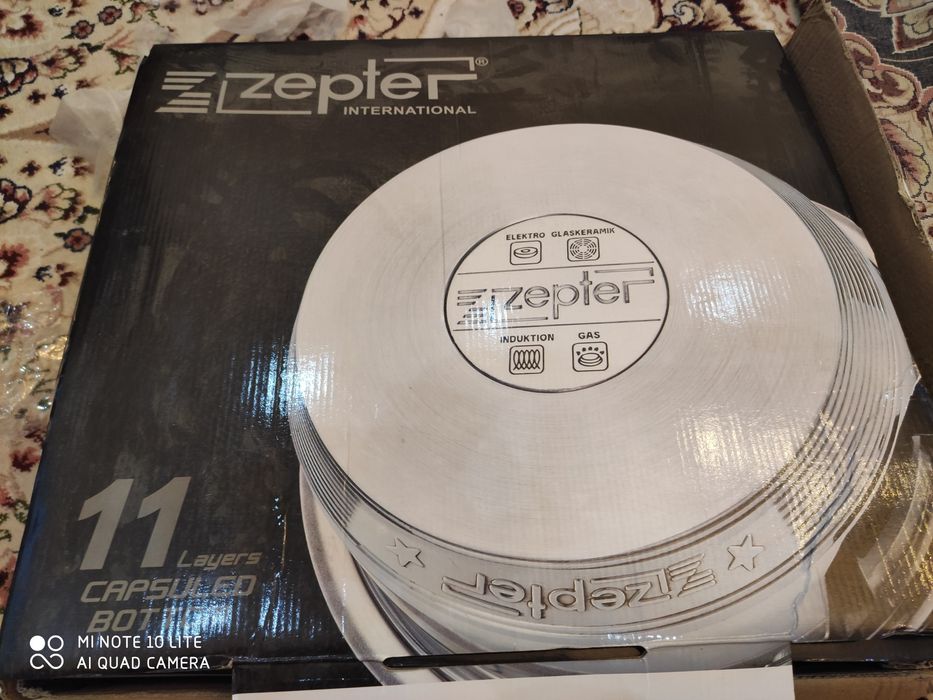 zepter®
INTERNATIONAL
ELEKTRO GLASKERAMIK
zepter
INDUKTION GAS
zepter
11
Layers
CAPSULED
MI NOTE 10 LITE
AI QUAD CAMERA